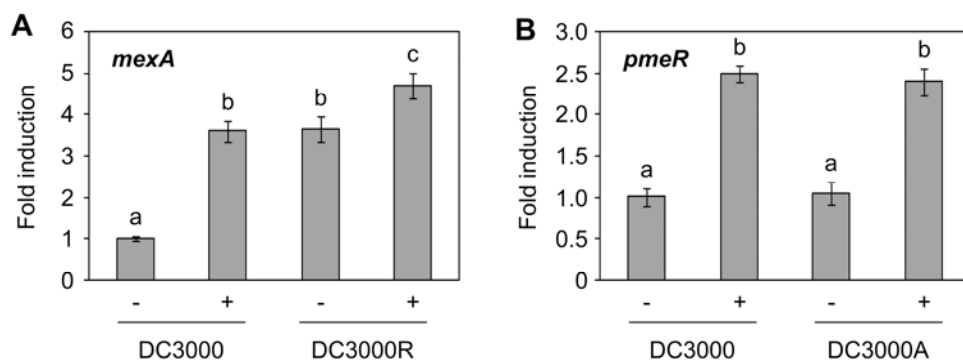 A
mexA
Fold induction
6
5
4
3
2
1
0
a
b
b
c
- + - +
DC3000 DC3000R
B
pmeR
Fold induction
3.0
2.5
2.0
1.5
1.0
0.5
0.0
a
b
a
b
- + - +
DC3000 DC3000A